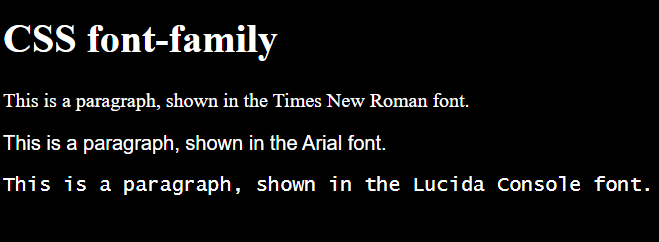 CSS font-family
This is a paragraph, shown in the Times New Roman font.
This is a paragraph, shown in the Arial font.
This is a paragraph, shown in the Lucida Console font.